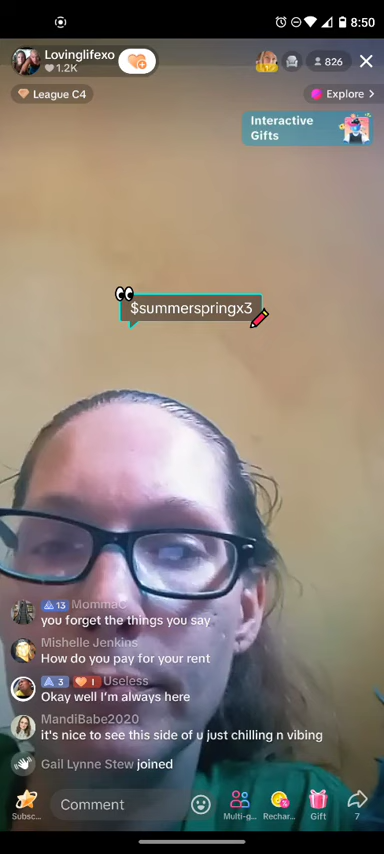 8:50
Lovinglifexo
1.2K
826
League C4
Explore >
Interactive
Gifts
$summerspringx3
13 MommaC
you forget the things you say
Mishelle Jenkins
How do you pay for your rent
3 1 Useless
Okay well I'm always here
MandiBabe2020
it's nice to see this side of u just chilling n vibing
Gail Lynne Stew joined
Subsc...
Comment
Multi-g...
Rechar...
Gift
7